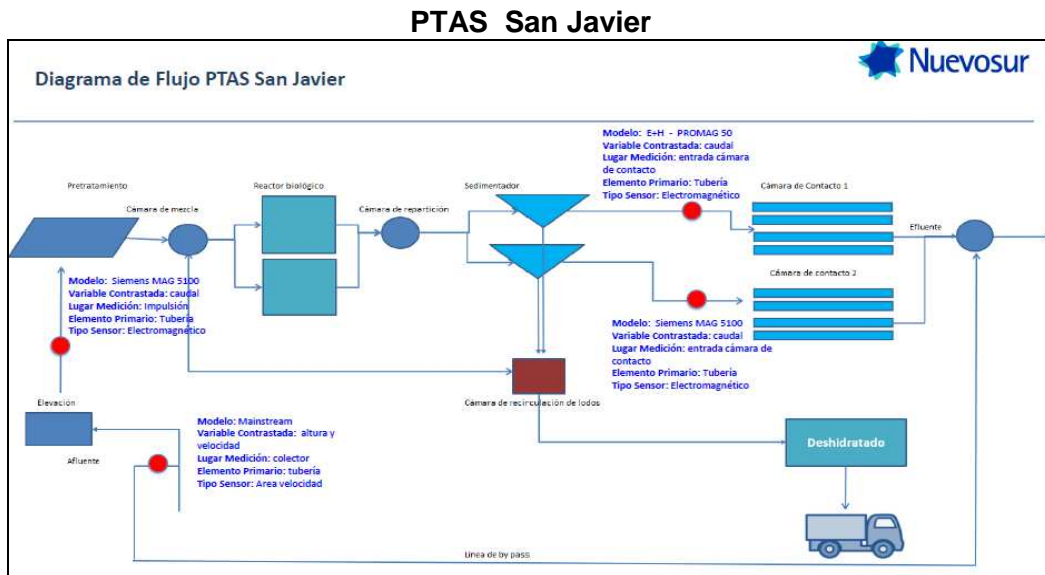 PTAS San Javier
Diagrama de Flujo PTAS San Javier
Nuevosur
Modelo: E+H - PROMAG 50
Variable Contrastada: caudal
Lugar Medición: entrada cámara
de contacto
Elemento Primario: Tubería
Tipo Sensor: Electromagnético
Pretratamiento
Reactor biológico
Sedimentador
Cámara de Contacto 1
Cámara de mezcla
Cámara de repartición
Efluente
Modelo: Siemens MAG 5100
Variable Contrastada: caudal
Lugar Medición: Impulsión
Elemento Primario: Tubería
Tipo Sensor: Electromagnético
Cámara de contacto 2
Modelo: Siemens MAG 5100
Variable Contrastada: caudal
Lugar Medición: entrada cámara de
contacto
Elemento Primario: Tubería
Tipo Sensor: Electromagnético
Elevación
Cámara de recirculación de lodos
Modelo: Mainstream
Variable Contrastada: altura y
velocidad
Lugar Medición: colector
Elemento Primario: tubería
Tipo Sensor: Area velocidad
Afluente
Deshidratado
Linea de by pass